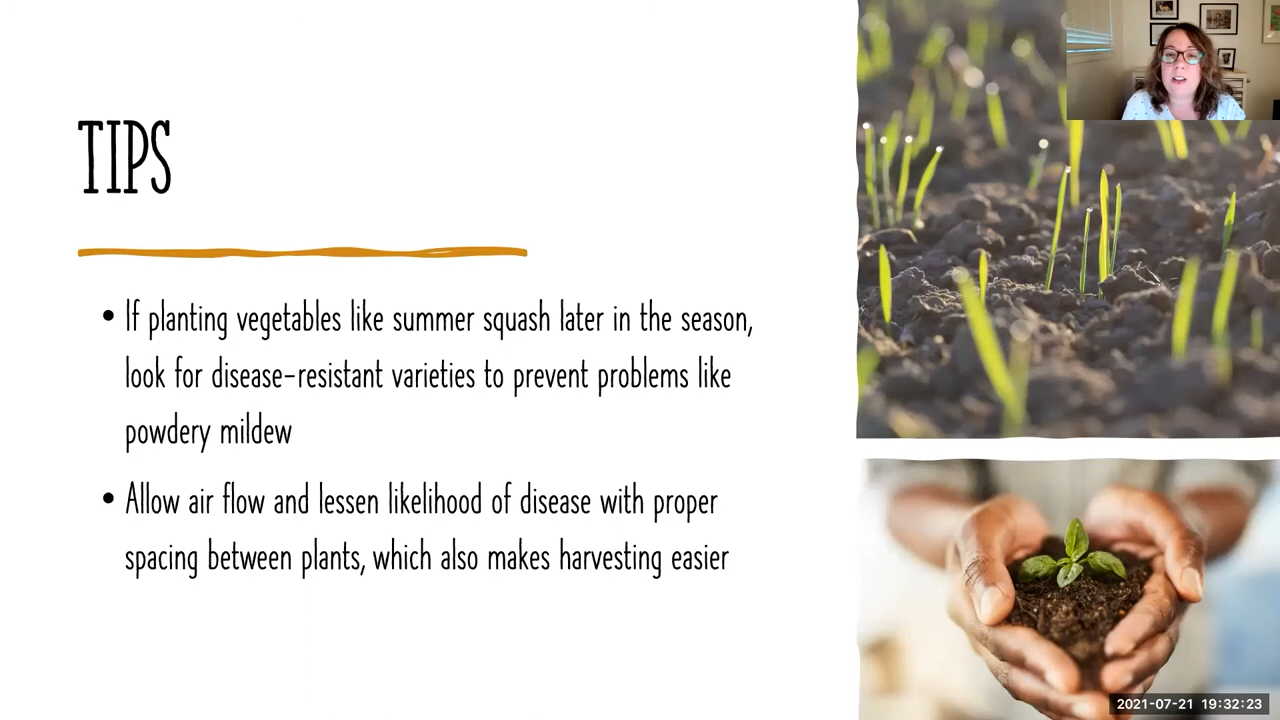 TIPS
• If planting vegetables like summer squash later in the season,
look for disease-resistant varieties to prevent problems like
powdery mildew
• Allow air flow and lessen likelihood of disease with proper
spacing between plants, which also makes harvesting easier
2021-07-21 19:32:23